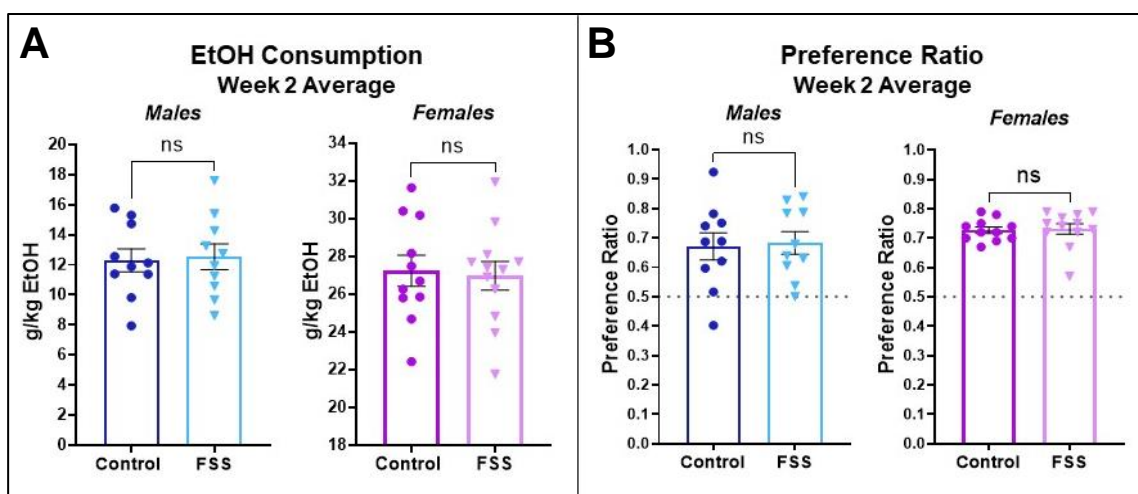 A
EtOH Consumption
Week 2 Average
Males
g/kg EtOH
20
18
16
14
12
10
8
6
4
2
0
ns
Control
FSS
Females
g/kg EtOH
34
32
30
28
26
24
22
20
18
ns
Control
FSS
B
Preference Ratio
Week 2 Average
Males
Preference Ratio
1.0
0.9
0.8
0.7
0.6
0.5
0.4
0.3
0.2
0.1
0.0
ns
Control
FSS
Females
Preference Ratio
1.0
0.9
0.8
0.7
0.6
0.5
0.4
0.3
0.2
0.1
0.0
ns
Control
FSS